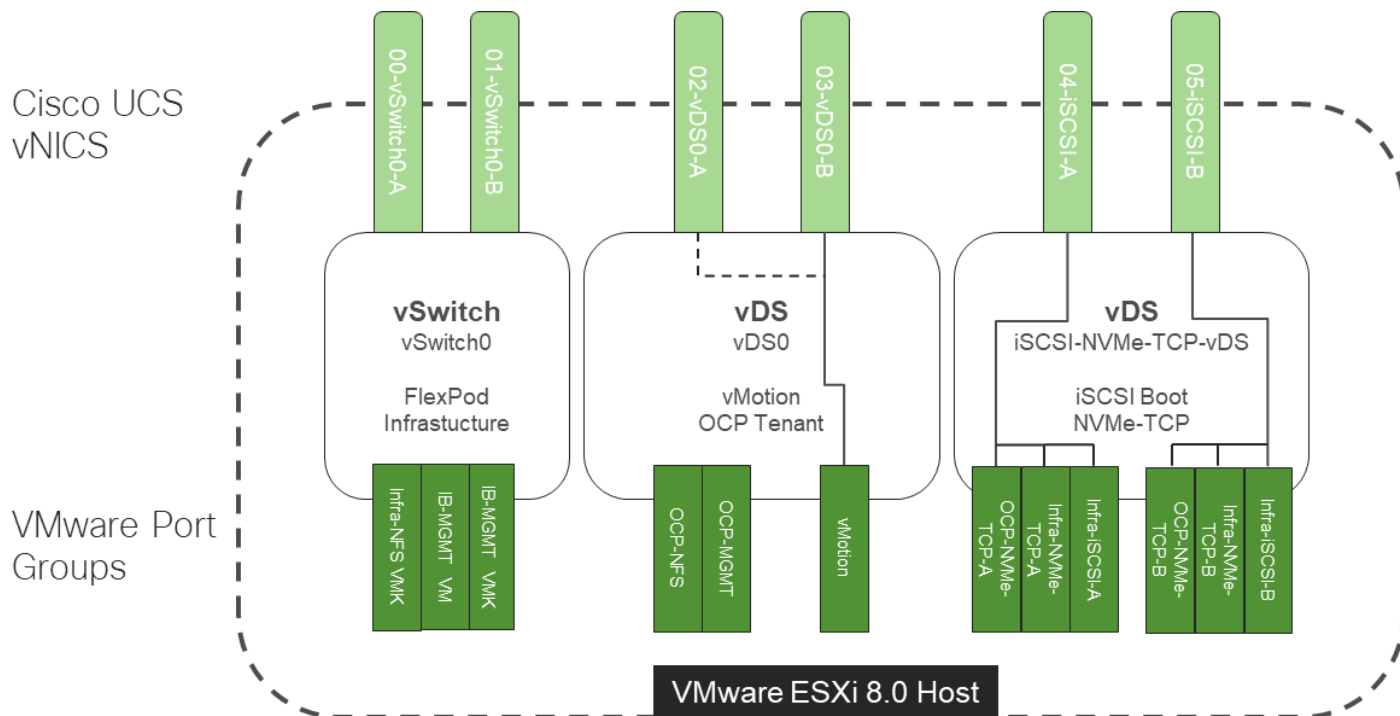 Cisco UCS
vNICS
00-vSwitch0-A
01-vSwitch0-B
02-vDS0-A
03-vDS0-B
04-iSCSI-A
05-iSCSI-B
vSwitch
vSwitch0
FlexPod
Infrastucture
vDS
vDS0
vMotion
OCP Tenant
vDS
iSCSI-NVMe-TCP-vDS
iSCSI Boot
NVMe-TCP
VMware Port
Groups
Infra-NFS VMK
IB-MGMT VM
IB-MGMT VMK
OCP-NFS
OCP-MGMT
vMotion
OCP-NVMe-
TCP-A
Infra-NVMe-
TCP-A
Infra-iSCSI-A
OCP-NVMe-
TCP-B
Infra-NVMe-
TCP-B
Infra-iSCSI-B
VMware ESXi 8.0 Host